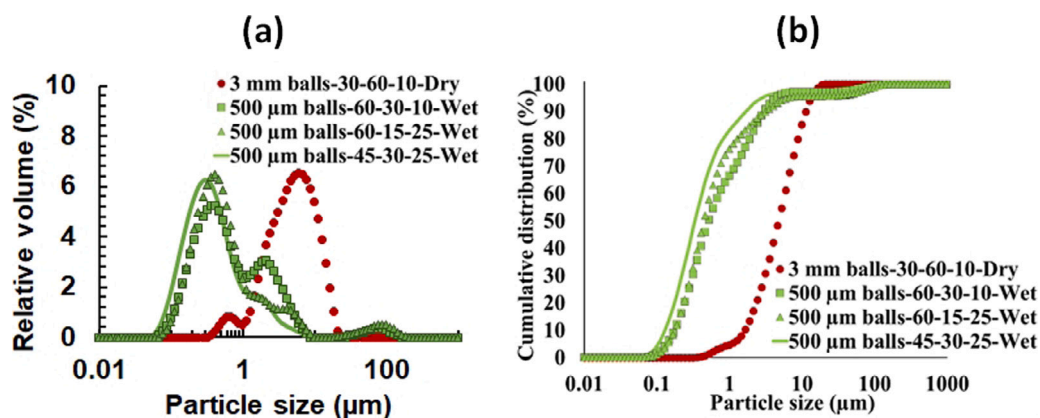 (a)
Relative volume (%)
10
8
6
4
2
0
0.01
1
100
Particle size (µm)
3 mm balls-30-60-10-Dry
500 µm balls-60-30-10-Wet
500 µm balls-60-15-25-Wet
500 µm balls-45-30-25-Wet
(b)
Cumulative distribution (%)
100
90
80
70
60
50
40
30
20
10
0
0.01
0.1
1
10
100
1000
Particle size (µm)
3 mm balls-30-60-10-Dry
500 µm balls-60-30-10-Wet
500 µm balls-60-15-25-Wet
500 µm balls-45-30-25-Wet